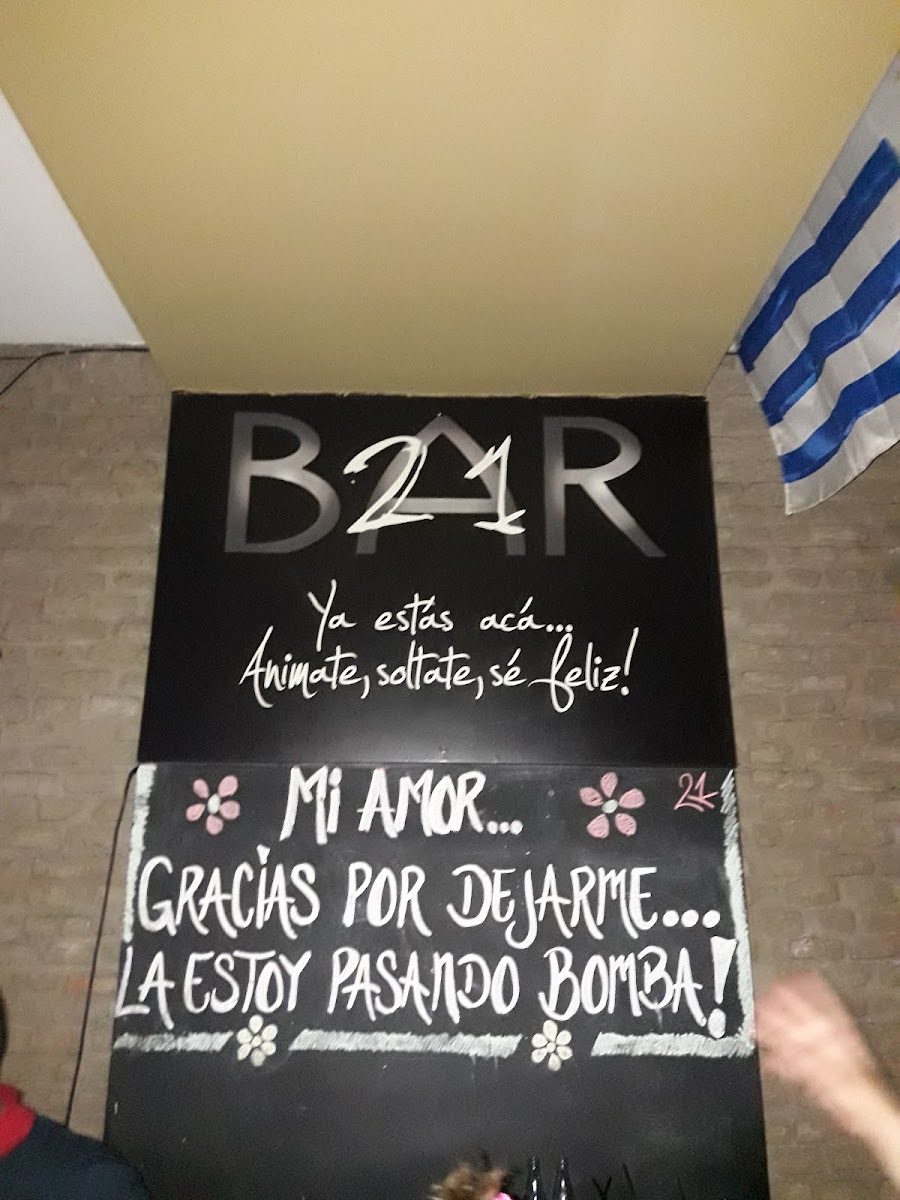 BAR
21
Ya estás acá...
Animate, soltate, sé feliz!
Mi AMOR...
21
GRACiAS POR DEJARME...
LA ESTOY PASANDO BOMBA!